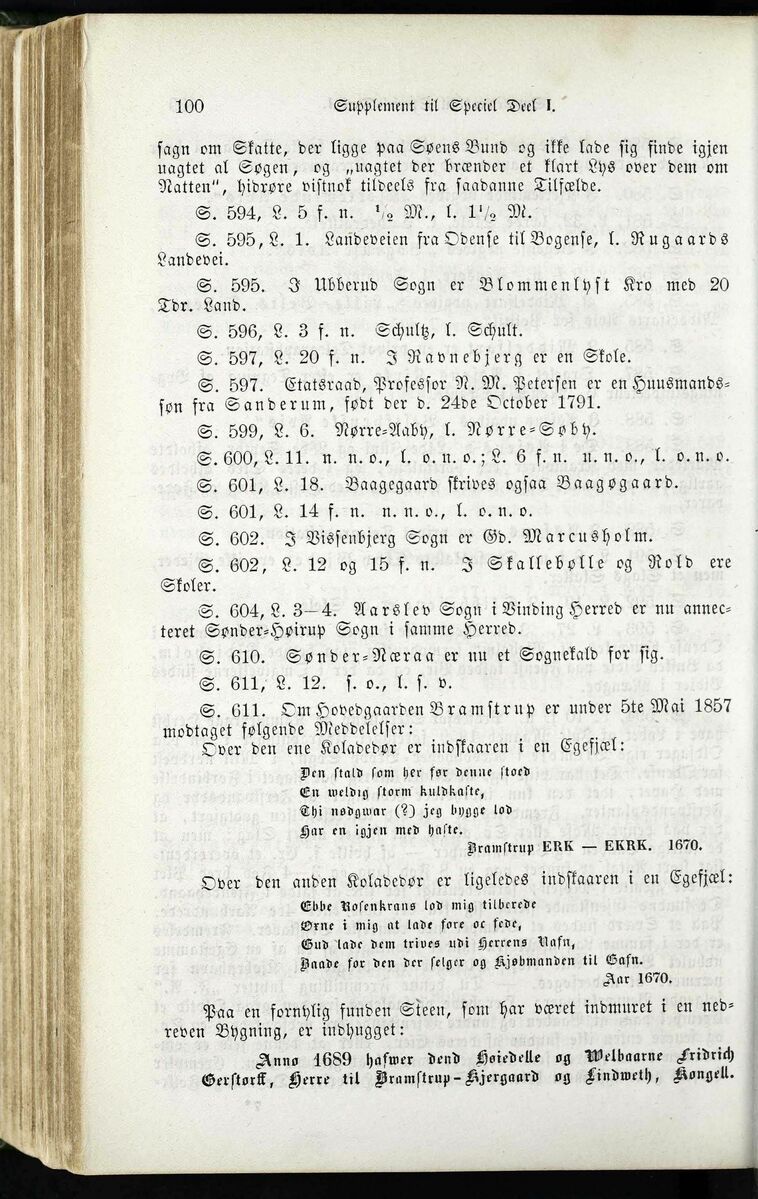 100 Supplement til Speciel Deel I.
sagn om Skatte, der ligge paa Søens Bund og ikke lade sig finde igjen
uagtet al Søgen, og „uagtet der brænder et klart Lys over dem om
Natten“, hidrøre vistnok tildeels fra saadanne Tilfælde.
S. 594, L. 5 f. n. ¹/₂ M., l. 1¹/₂ M.
S. 595, L. 1. Landeveien fra Odense til Bogense, l. Rugaards
Landevei.
S. 595. I Ubberud Sogn er Blommenlyst Kro med 20
Tdr. Land.
S. 596, L. 3 f. n. Schultz, l. Schult.
S. 597, L. 20 f. n. I Ravnebjerg er en Skole.
S. 597. Etatsraad, Professor N. M. Petersen er en Huusmands=
søn fra Sanderum, født der d. 24de October 1791.
S. 599, L. 6. Nørre=Aaby, l. Nørre=Søby.
S. 600, L. 11. n. n. o., l. o. n. o.; L. 6 f. n. n. n. o., l. o. n. o.
S. 601, L. 18. Baagegaard skrives ogsaa Baagøgaard.
S. 601, L. 14 f. n. n. n. o., l. o. n. o.
S. 602. I Vissenbjerg Sogn er Gd. Marcusholm.
S. 602, L. 12 og 15 f. n. I Skallebølle og Rold ere
Skoler.
S. 604, L. 3—4. Aarslev Sogn i Vinding Herred er nu annec=
teret Sønder=Høirup Sogn i samme Herred.
S. 610. Sønder=Næraa er nu et Sognekald for sig.
S. 611, L. 12. s. o., l. s. v.
S. 611. Om Hovedgaarden Bramstrup er under 5te Mai 1857
modtaget følgende Meddelelser:
Over den ene Koladedør er indskaaren i en Egefjæl:
Den stald som her før denne stoed
En weldig storm kuldkaste,
Thi nødgwar (?) jeg bygge lod
Har en igjen med haste.
Bramstrup ERK — EKRK. 1670.
Over den anden Koladedør er ligeledes indskaaren i en Egefjæl:
Ebbe Rosenkrans lod mig tilberede
Øxne i mig at lade fore oc fede,
Gud lade dem trives udi Herrens Nafn,
Baade for den der selger og Kjøbmanden til Gafn.
Aar 1670.
Paa en fornylig funden Steen, som har været indmuret i en ned=
reven Bygning, er indhugget:
Anno 1689 hafwer dend Høiedelle og Welbaarne Fridrich
Gerstorff, Herre til Bramstrup-Kjergaard og Lindweth, Kongell.